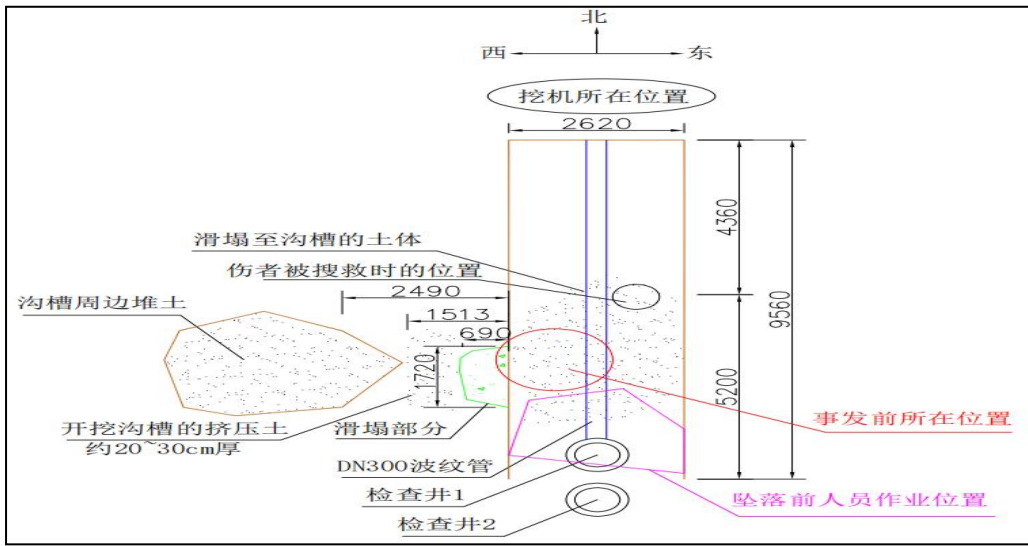 北
西
东
挖机所在位置
2620
4360
滑塌至沟槽的土体
伤者被搜救时的位置
沟槽周边堆土
2490
1513
690
9560
1720
5200
开挖沟槽的挤压土
约20~30cm厚
滑塌部分
事发前所在位置
DN300波纹管
检查井1
坠落前人员作业位置
检查井2